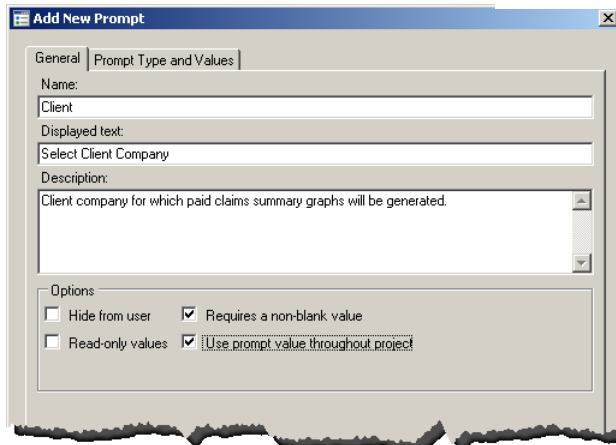 Add New Prompt
General
Prompt Type and Values
Name:
Client
Displayed text:
Select Client Company
Description:
Client company for which paid claims summary graphs will be generated.
Options
Hide from user
Requires a non-blank value
Read-only values
Use prompt value throughout project